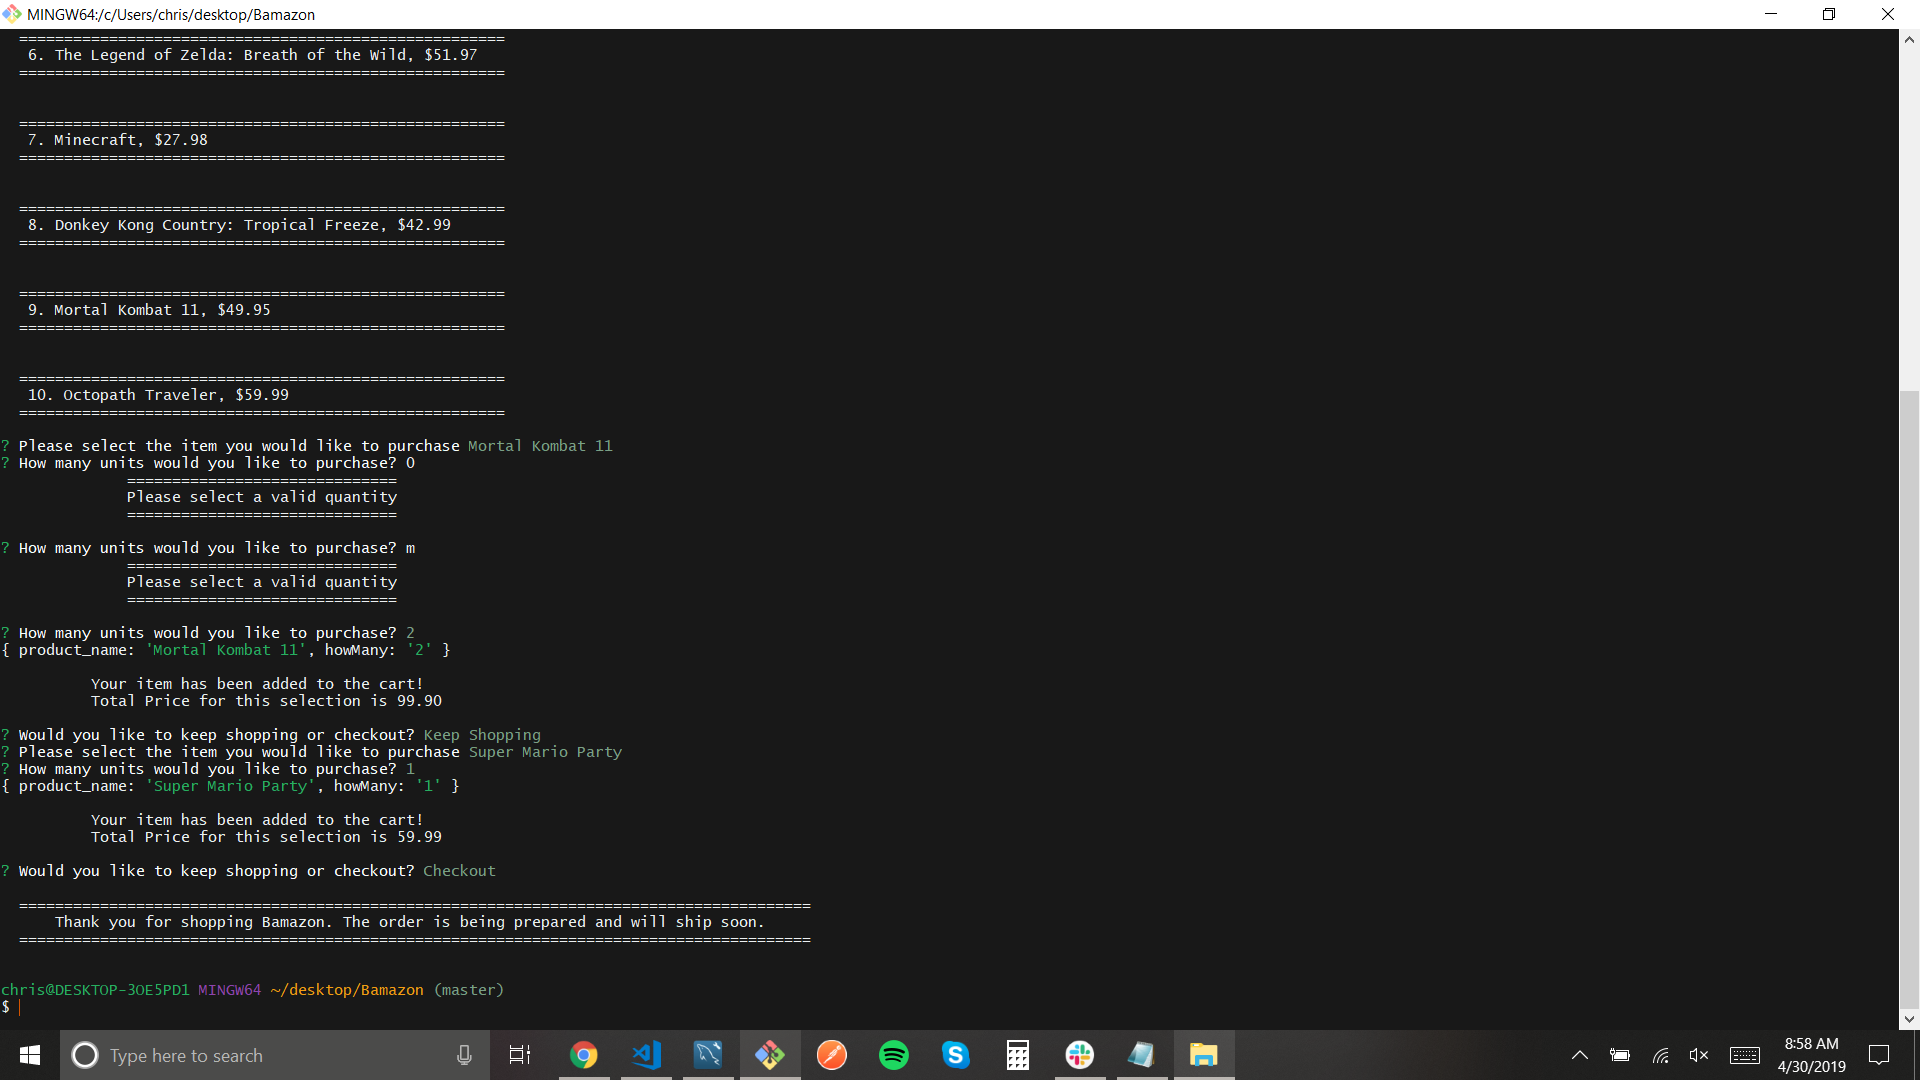 MINGW64:/c/Users/chris/desktop/Bamazon
======================================================
6. The Legend of Zelda: Breath of the Wild, $51.97
======================================================
======================================================
7. Minecraft, $27.98
======================================================
======================================================
8. Donkey Kong Country: Tropical Freeze, $42.99
======================================================
======================================================
9. Mortal Kombat 11, $49.95
======================================================
======================================================
10. Octopath Traveler, $59.99
======================================================
? Please select the item you would like to purchase Mortal Kombat 11
? How many units would you like to purchase? 0
==============================
Please select a valid quantity
==============================
? How many units would you like to purchase? m
==============================
Please select a valid quantity
==============================
? How many units would you like to purchase? 2
{ product_name: 'Mortal Kombat 11', howMany: '2' }
Your item has been added to the cart!
Total Price for this selection is 99.90
? Would you like to keep shopping or checkout? Keep Shopping
? Please select the item you would like to purchase Super Mario Party
? How many units would you like to purchase? 1
{ product_name: 'Super Mario Party', howMany: '1' }
Your item has been added to the cart!
Total Price for this selection is 59.99
? Would you like to keep shopping or checkout? Checkout
========================================================================================
Thank you for shopping Bamazon. The order is being prepared and will ship soon.
========================================================================================
chris@DESKTOP-3OE5PD1 MINGW64 ~/desktop/Bamazon (master)
$
Type here to search
8:58 AM
4/30/2019